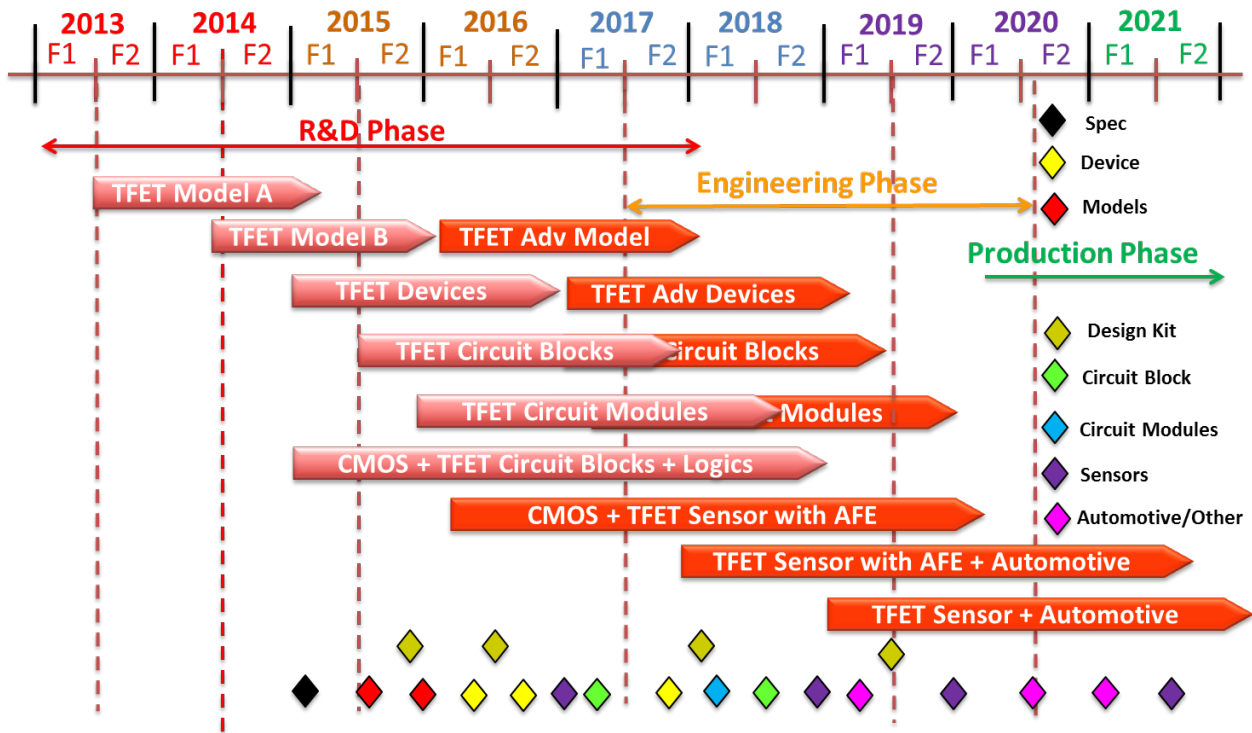 2013 2014 2015 2016 2017 2018 2019 2020 2021
F1 F2 F1 F2 F1 F2 F1 F2 F1 F2 F1 F2 F1 F2 F1 F2 F1 F2
R&D Phase
Spec
Device
Engineering Phase
Models
TFET Model A
TFET Model B
TFET Adv Model
Production Phase
TFET Devices
TFET Adv Devices
Design Kit
TFET Circuit Blocks
Circuit Blocks
Circuit Block
TFET Circuit Modules
Modules
Circuit Modules
CMOS + TFET Circuit Blocks + Logics
Sensors
CMOS + TFET Sensor with AFE
Automotive/Other
TFET Sensor with AFE + Automotive
TFET Sensor + Automotive